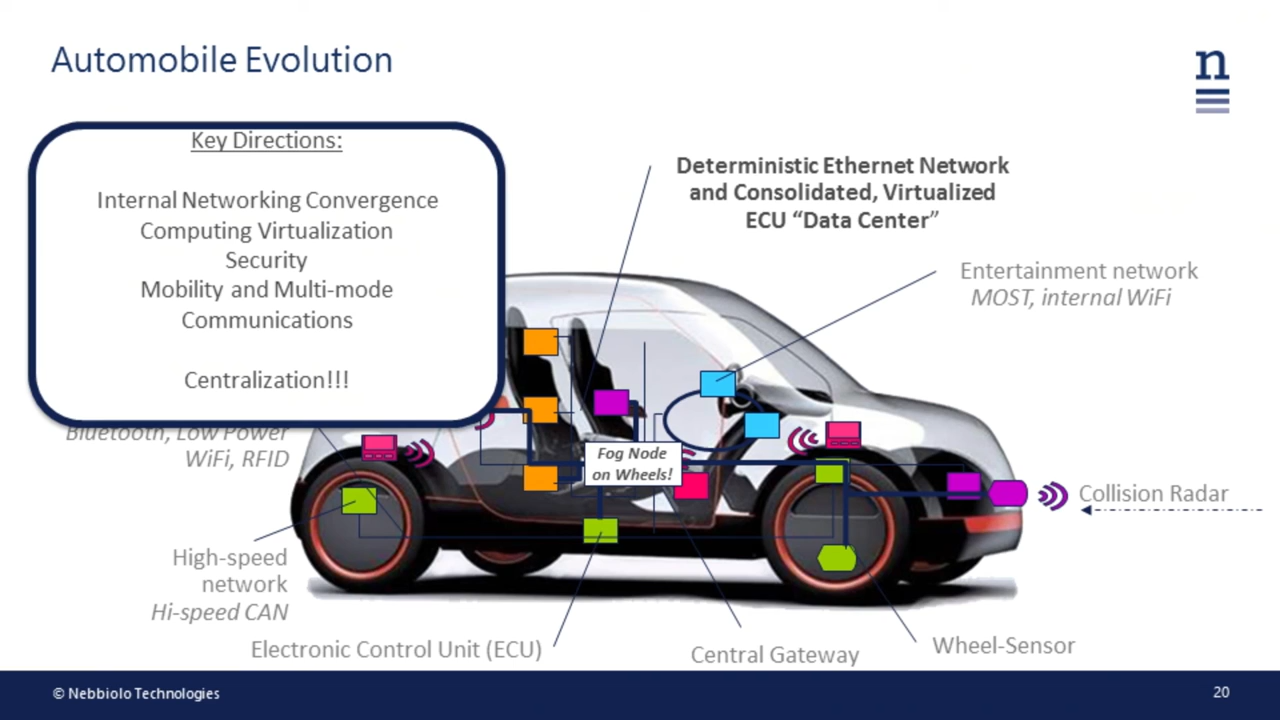 Automobile Evolution
n
Key Directions:
Internal Networking Convergence
Computing Virtualization
Security
Mobility and Multi-mode
Communications
Centralization!!!
Deterministic Ethernet Network
and Consolidated, Virtualized
ECU “Data Center”
Entertainment network
MOST, internal WiFi
Bluetooth, Low Power
WiFi, RFID
Fog Node
on Wheels!
Collision Radar
High-speed
network
Hi-speed CAN
Electronic Control Unit (ECU)
Central Gateway
Wheel-Sensor
© Nebbiolo Technologies
20